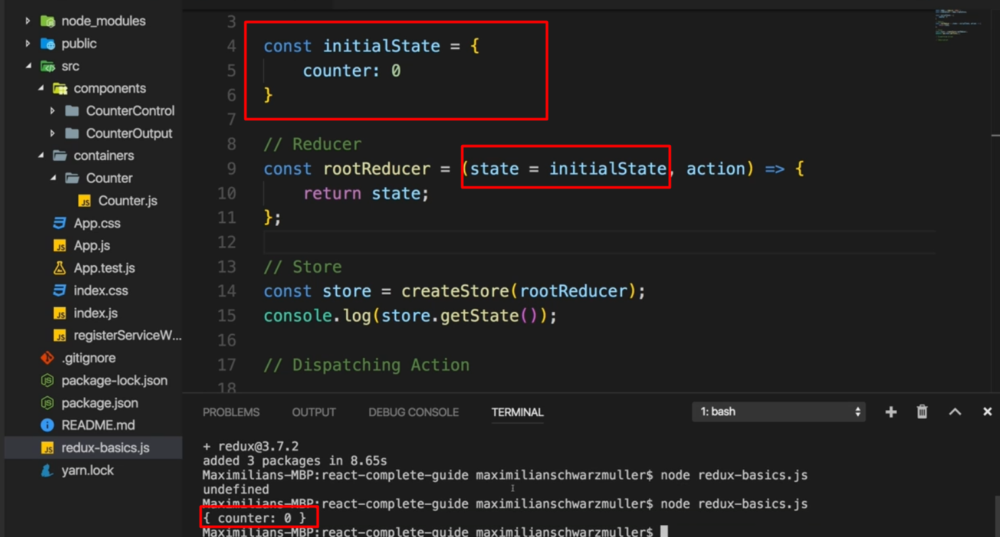 node_modules
public
src
components
CounterControl
CounterOutput
containers
Counter
JS Counter.js
App.css
JS App.js
App.test.js
index.css
JS index.js
JS registerServiceW...
.gitignore
package-lock.json
package.json
README.md
JS redux-basics.js
yarn.lock
3
4 const initialState = {
5 counter: 0
6 }
7
8 // Reducer
9 const rootReducer = (state = initialState, action) => {
10 return state;
11 };
12
13 // Store
14 const store = createStore(rootReducer);
15 console.log(store.getState());
16
17 // Dispatching Action
18
PROBLEMS OUTPUT DEBUG CONSOLE TERMINAL 1: bash
+ redux@3.7.2
added 3 packages in 8.65s
Maximilians-MBP:react-complete-guide maximilianschwarzmuller$ node redux-basics.js
undefined
Maximilians-MBP:react-complete-guide maximilianschwarzmuller$ node redux-basics.js
{ counter: 0 }
Maximilians-MBP:react-complete-guide maximilianschwarzmuller$